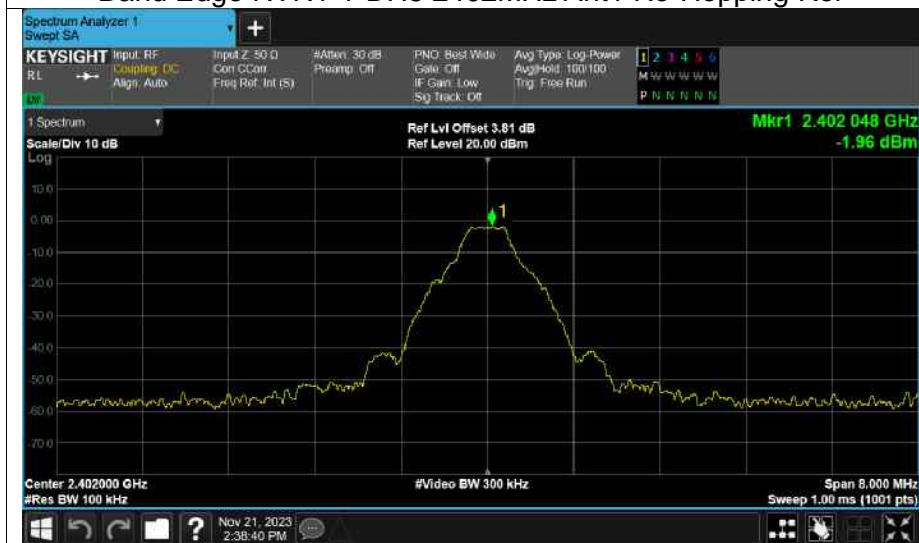 Spectrum Analyzer 1
Swept SA
+
KEYSIGHT
RL
Input: RF
Coupling: DC
Align: Auto
Input Z: 50 Ω
Corr CCorr
Freq Ref: Int (S)
#Atten: 30 dB
Preamp: Off
PNO: Best Wide
Gate: Off
IF Gain: Low
Sig Track: Off
Avg Type: Log-Power
Avg|Hold: 100/100
Trig: Free Run
1 2 3 4 5 6
M W W W W W
P N N N N N
1 Spectrum
Scale/Div 10 dB
Ref Lvl Offset 3.81 dB
Ref Level 20.00 dBm
Mkr1 2.402 048 GHz
-1.96 dBm
Log
10.0
0.00
-10.0
-20.0
-30.0
-40.0
-50.0
-60.0
-70.0
1
Center 2.402000 GHz
#Res BW 100 kHz
#Video BW 300 kHz
Span 8.000 MHz
Sweep 1.00 ms (1001 pts)
?
Nov 21, 2023
2:38:40 PM